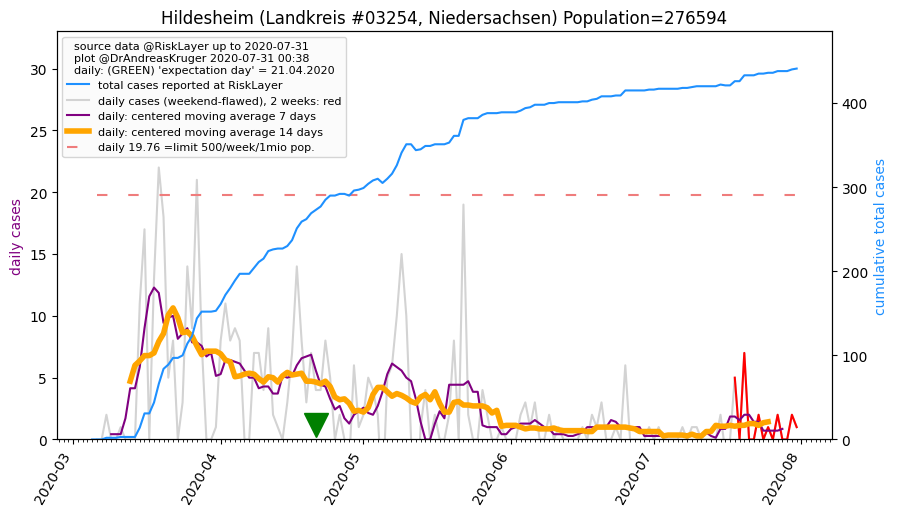 Hildesheim (Landkreis #03254, Niedersachsen) Population=276594
source data @RiskLayer up to 2020-07-31
plot @DrAndreasKruger 2020-07-31 00:38
daily: (GREEN) 'expectation day' = 21.04.2020
total cases reported at RiskLayer
daily cases (weekend-flawed), 2 weeks: red
daily: centered moving average 7 days
daily: centered moving average 14 days
daily 19.76 =limit 500/week/1mio pop.
daily cases
30
25
20
15
10
5
0
cumulative total cases
400
300
200
100
0
2020-03
2020-04
2020-05
2020-06
2020-07
2020-08